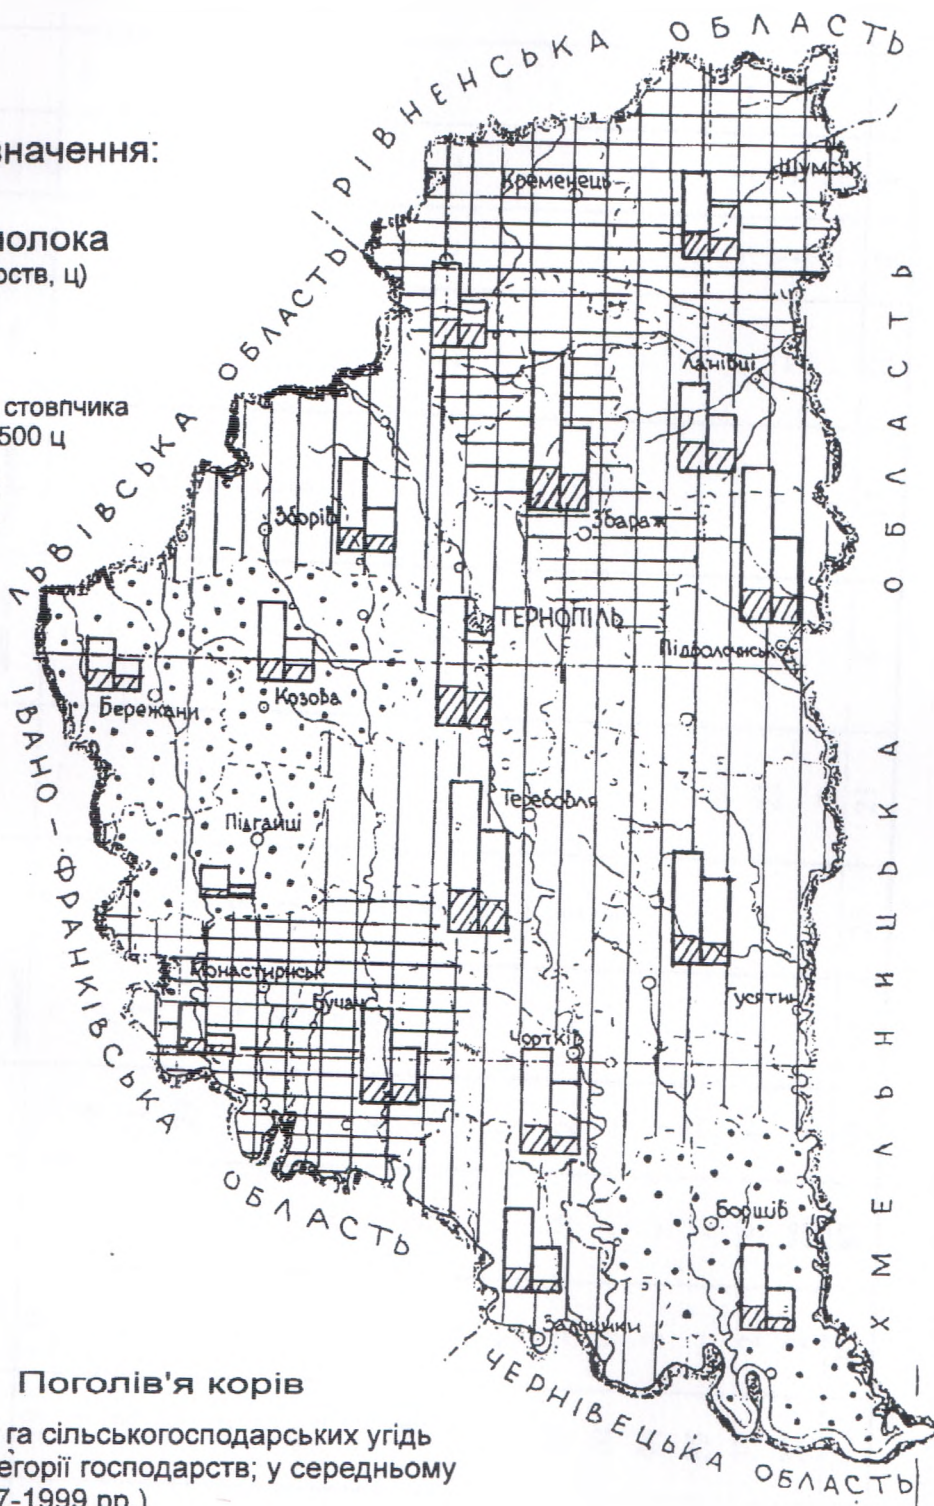 РІВНЕНСЬКА ОБЛАСТЬ
значення:
Шумськ
Кременець
молока
рств, ц)
ЛЬВІВСЬКА ОБЛАСТЬ
Ланівці
стовпчика
500 ц
Зборів
Збараж
ТЕРНОПІЛЬ
Підволочиськ
Бережани
Козова
ІВАНО-ФРАНКІВСЬКА ОБЛАСТЬ
ХМЕЛЬНИЦЬКА ОБЛАСТЬ
Теребовля
Підгайці
Монастириськ
Бучач
Гусятин
Чортків
Борщів
Заліщики
ЧЕРНІВЕЦЬКА ОБЛАСТЬ
Поголів'я корів
га сільськогосподарських угідь
егорії господарств; у середньому
7-1999 рр.)